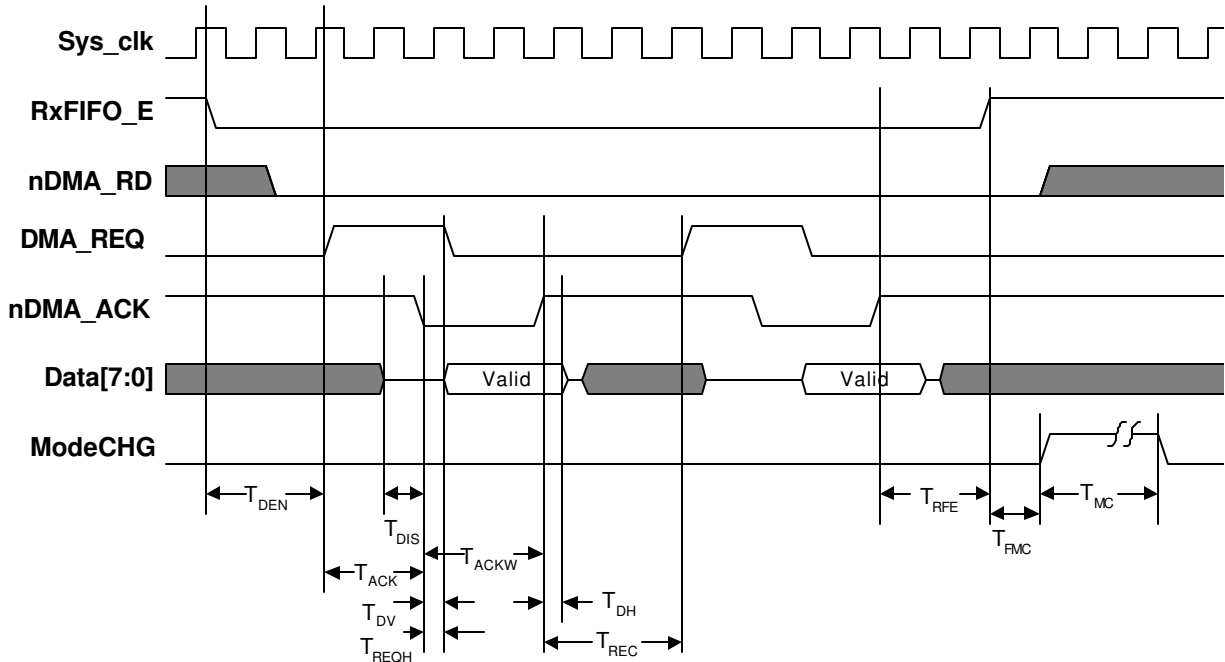 Sys_clk
RxFIFO_E
nDMA_RD
DMA_REQ
nDMA_ACK
Data[7:0] Valid Valid
ModeCHG
TDEN TRFE TMC
TDIS TFMC
TACKW
TACK
TDV TDH
TREQH TREC